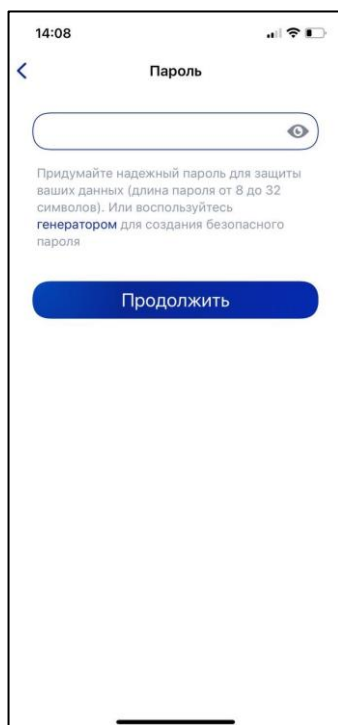 14:08
Пароль
Придумайте надежный пароль для защиты
ваших данных (длина пароля от 8 до 32
символов). Или воспользуйтесь
генератором для создания безопасного
пароля
Продолжить